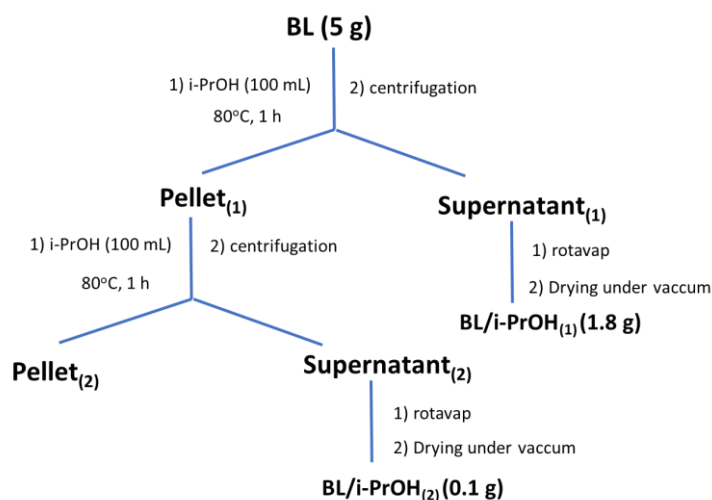 BL (5 g)
1) i-PrOH (100 mL)
80°C, 1 h
2) centrifugation
Pellet(1)
Supernatant(1)
1) i-PrOH (100 mL)
80°C, 1 h
2) centrifugation
1) rotavap
2) Drying under vaccum
BL/i-PrOH(1) (1.8 g)
Pellet(2)
Supernatant(2)
1) rotavap
2) Drying under vaccum
BL/i-PrOH(2) (0.1 g)